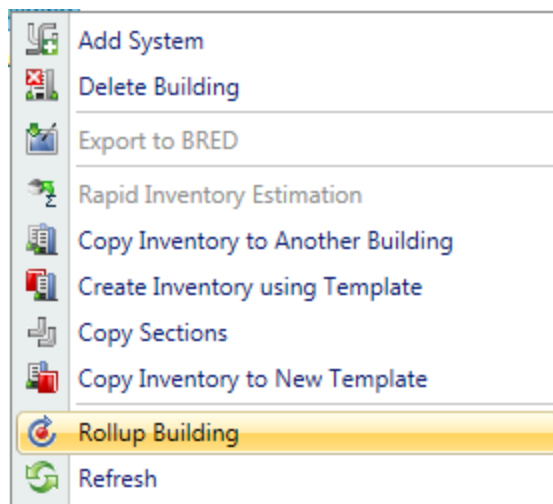 Add System
Delete Building
Export to BRED
Rapid Inventory Estimation
Copy Inventory to Another Building
Create Inventory using Template
Copy Sections
Copy Inventory to New Template
Rollup Building
Refresh